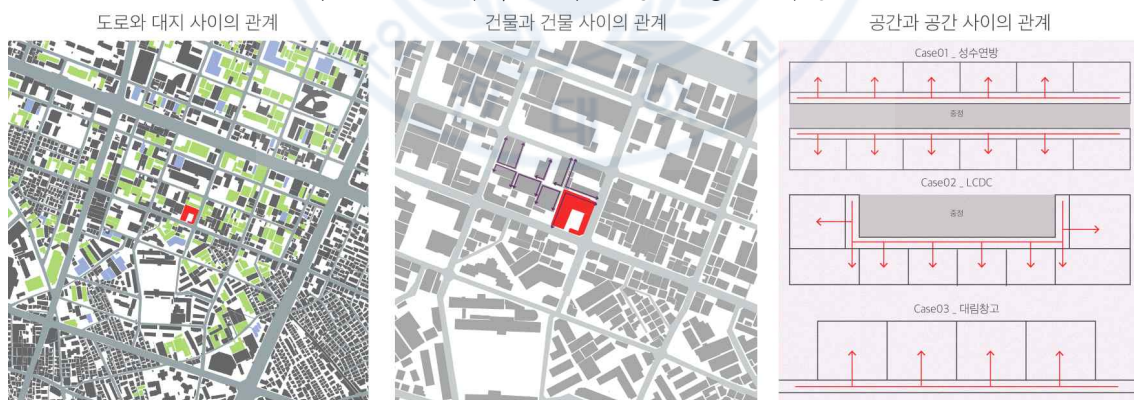 도로와 대지 사이의 관계
건물과 건물 사이의 관계
공간과 공간 사이의 관계
Case01 _ 성수연방
중정
Case02 _ LCDC
중정
Case03 _ 대림창고